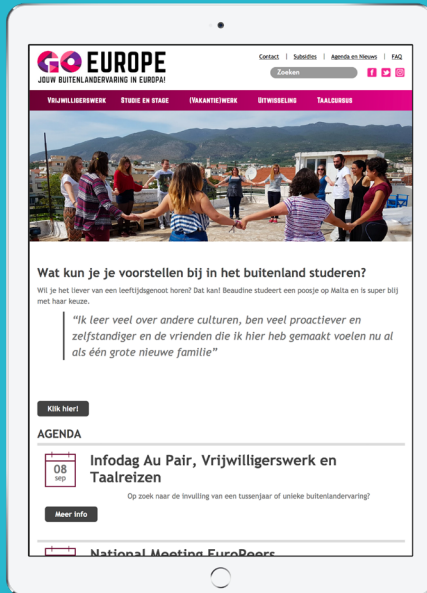 GO EUROPE
JOUW BUITENLANDERVARING IN EUROPA!
Contact | Subsidies | Agenda en Nieuws | FAQ
Zoeken
VRIJWILLIGERSWERK STUDIE EN STAGE (VAKANTIE)WERK UITWISSELING TAALCURSUS
Wat kun je je voorstellen bij in het buitenland studeren?
Wil je het liever van een leeftijdsgenoot horen? Dat kan! Beaudine studeert een poosje op Malta en is super blij
met haar keuze.
“Ik leer veel over andere culturen, ben veel proactiever en
zelfstandiger en de vrienden die ik hier heb gemaakt voelen nu al
als één grote nieuwe familie”
Klik hier!
AGENDA
08
sep
Infodag Au Pair, Vrijwilligerswerk en
Taalreizen
Op zoek naar de invulling van een tussenjaar of unieke buitenlandervaring?
Meer info
National Meeting EuroPeers